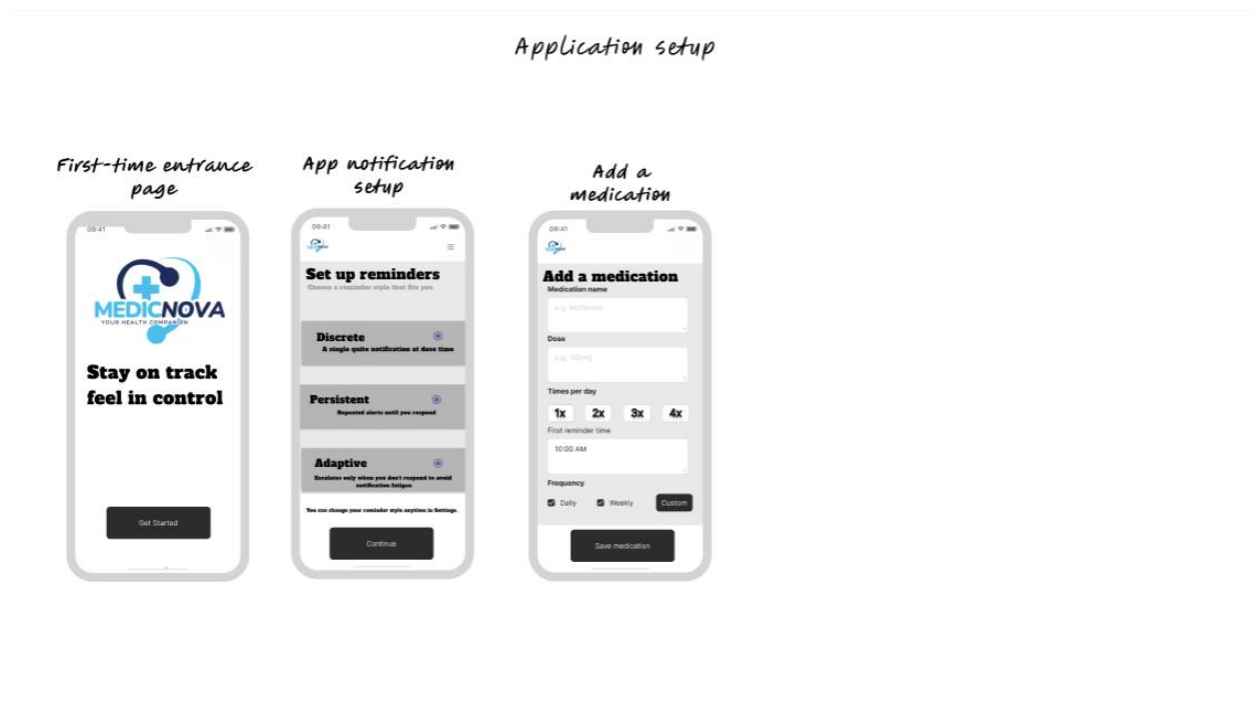 Application setup
First-time entrance
page
09:41
MEDICNOVA
YOUR HEALTH COMPANION
Stay on track
feel in control
Get Started
App notification
setup
09:41
Set up reminders
Choose a reminder style that fits you
Discrete
A single quite notification at dose time
Persistent
Repeated alerts until you respond
Adaptive
Escalates only when you don't respond to avoid
notification fatigue
You can change your reminder style anytime in Settings.
Continue
Add a
medication
09:41
Add a medication
Medication name
e.g. Metformin
Dose
e.g. 100mg
Times per day
1x 2x 3x 4x
First reminder time
10:00 AM
Frequency
Daily Weekly Custom
Save medication